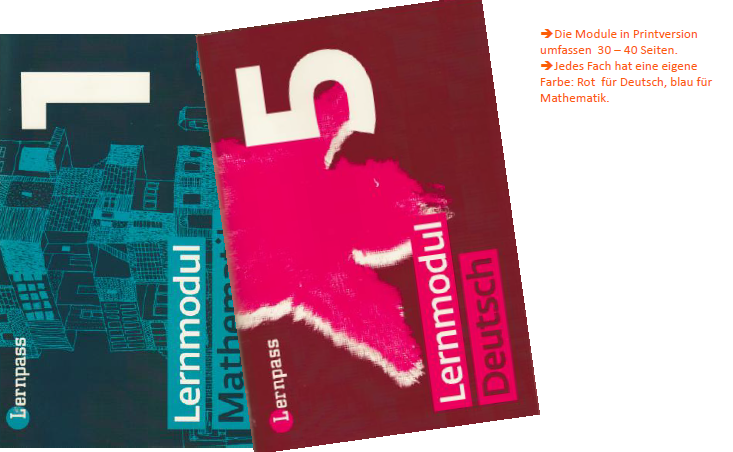 1
Lernmodul
Mathematik
Lernpass
5
Lernmodul
Deutsch
Lernpass
➔Die Module in Printversion
umfassen 30 – 40 Seiten.
➔Jedes Fach hat eine eigene
Farbe: Rot für Deutsch, blau für
Mathematik.